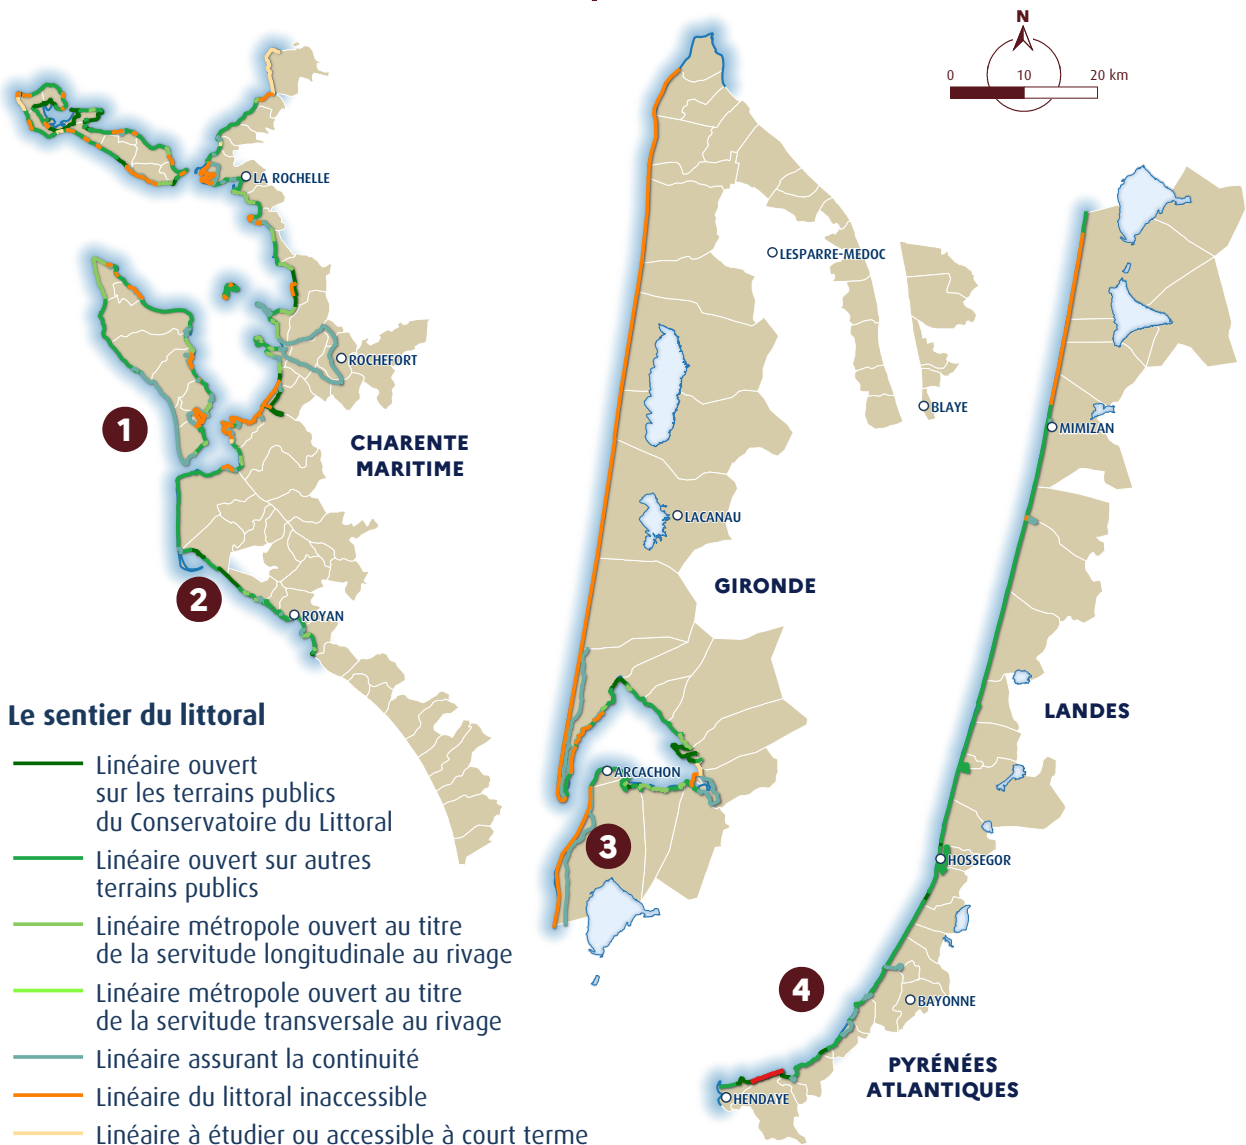 N
0 10 20 km
LA ROCHELLE
LESPARRE-MEDOC
ROCHEFORT
BLAYE
1
MIMIZAN
CHARENTE
MARITIME
LACANAU
GIRONDE
2
ROYAN
LANDES
Le sentier du littoral
Linéaire ouvert
sur les terrains publics
du Conservatoire du Littoral
Linéaire ouvert sur autres
terrains publics
Linéaire métropole ouvert au titre
de la servitude longitudinale au rivage
Linéaire métropole ouvert au titre
de la servitude transversale au rivage
Linéaire assurant la continuité
Linéaire du littoral inaccessible
Linéaire à étudier ou accessible à court terme
ARCACHON
3
HOSSEGOR
4
BAYONNE
PYRÉNÉES
ATLANTIQUES
HENDAYE